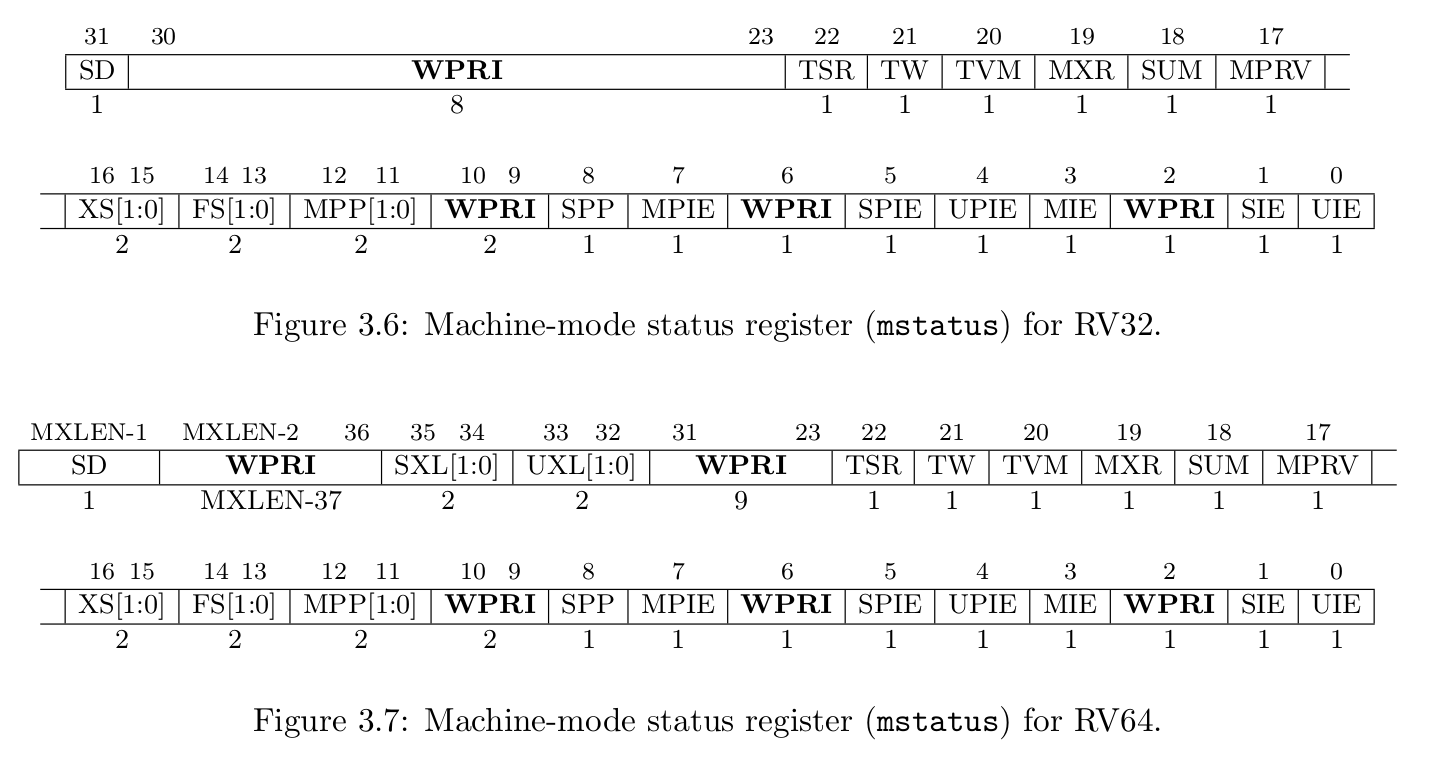 31 30 23 22 21 20 19 18 17
SD WPRI TSR TW TVM MXR SUM MPRV
1 8 1 1 1 1 1 1
16 15 14 13 12 11 10 9 8 7 6 5 4 3 2 1 0
XS[1:0] FS[1:0] MPP[1:0] WPRI SPP MPIE WPRI SPIE UPIE MIE WPRI SIE UIE
2 2 2 2 1 1 1 1 1 1 1 1 1
Figure 3.6: Machine-mode status register (mstatus) for RV32.
MXLEN-1 MXLEN-2 36 35 34 33 32 31 23 22 21 20 19 18 17
SD WPRI SXL[1:0] UXL[1:0] WPRI TSR TW TVM MXR SUM MPRV
1 MXLEN-37 2 2 9 1 1 1 1 1 1
16 15 14 13 12 11 10 9 8 7 6 5 4 3 2 1 0
XS[1:0] FS[1:0] MPP[1:0] WPRI SPP MPIE WPRI SPIE UPIE MIE WPRI SIE UIE
2 2 2 2 1 1 1 1 1 1 1 1 1
Figure 3.7: Machine-mode status register (mstatus) for RV64.